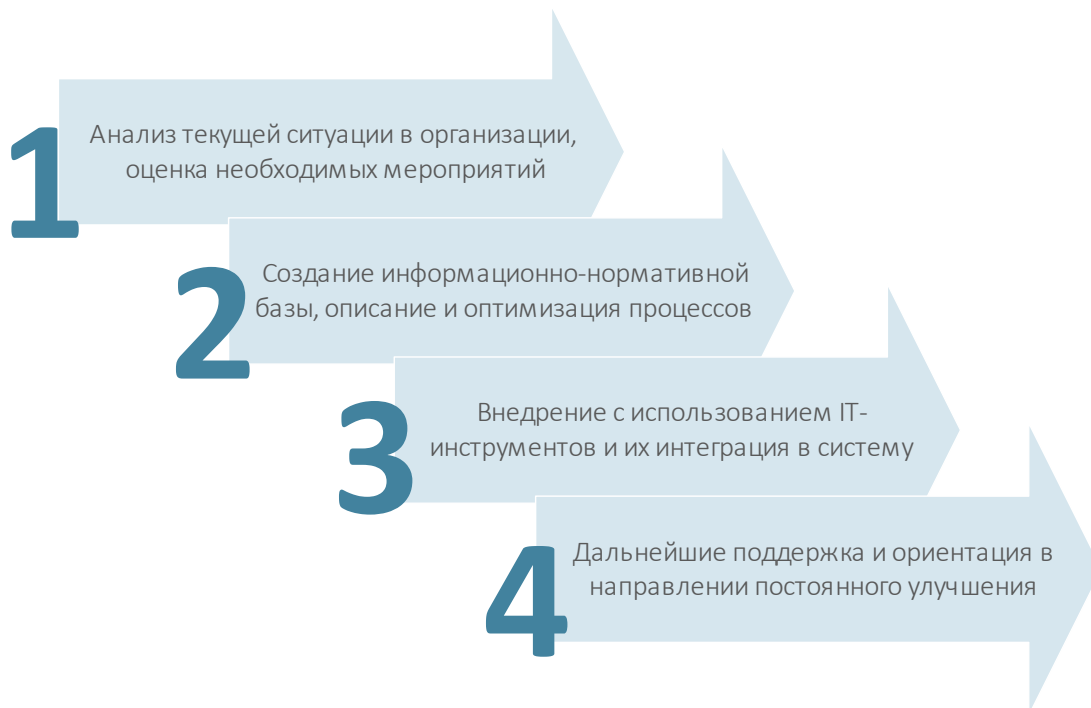 1
Анализ текущей ситуации в организации,
оценка необходимых мероприятий
2
Создание информационно-нормативной
базы, описание и оптимизация процессов
3
Внедрение с использованием IT-
инструментов и их интеграция в систему
4
Дальнейшие поддержка и ориентация в
направлении постоянного улучшения